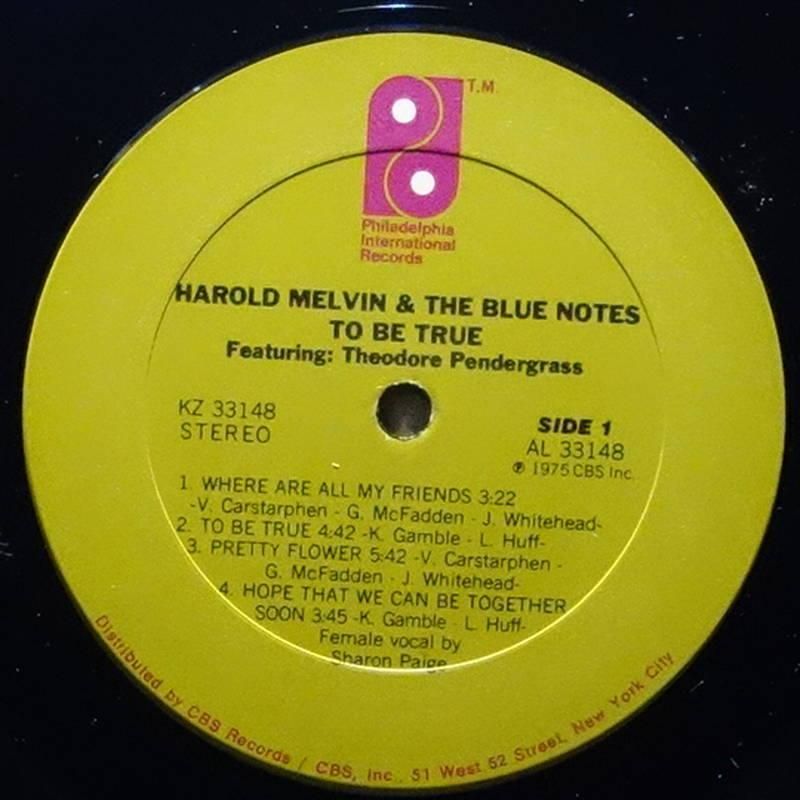 T.M.
Philadelphia
International
Records
HAROLD MELVIN & THE BLUE NOTES
TO BE TRUE
Featuring: Theodore Pendergrass
KZ 33148
STEREO
SIDE 1
AL 33148
℗ 1975 CBS Inc.
1. WHERE ARE ALL MY FRIENDS 3:22
-V. Carstarphen - G. McFadden - J. Whitehead-
2. TO BE TRUE 4:42 -K. Gamble - L. Huff-
3. PRETTY FLOWER 5:42 -V. Carstarphen -
G. McFadden - J. Whitehead-
4. HOPE THAT WE CAN BE TOGETHER
SOON 3:45 -K. Gamble - L. Huff-
Female vocal by
Sharon Paige
Distributed by CBS Records / CBS, Inc., 51 West 52 Street, New York City